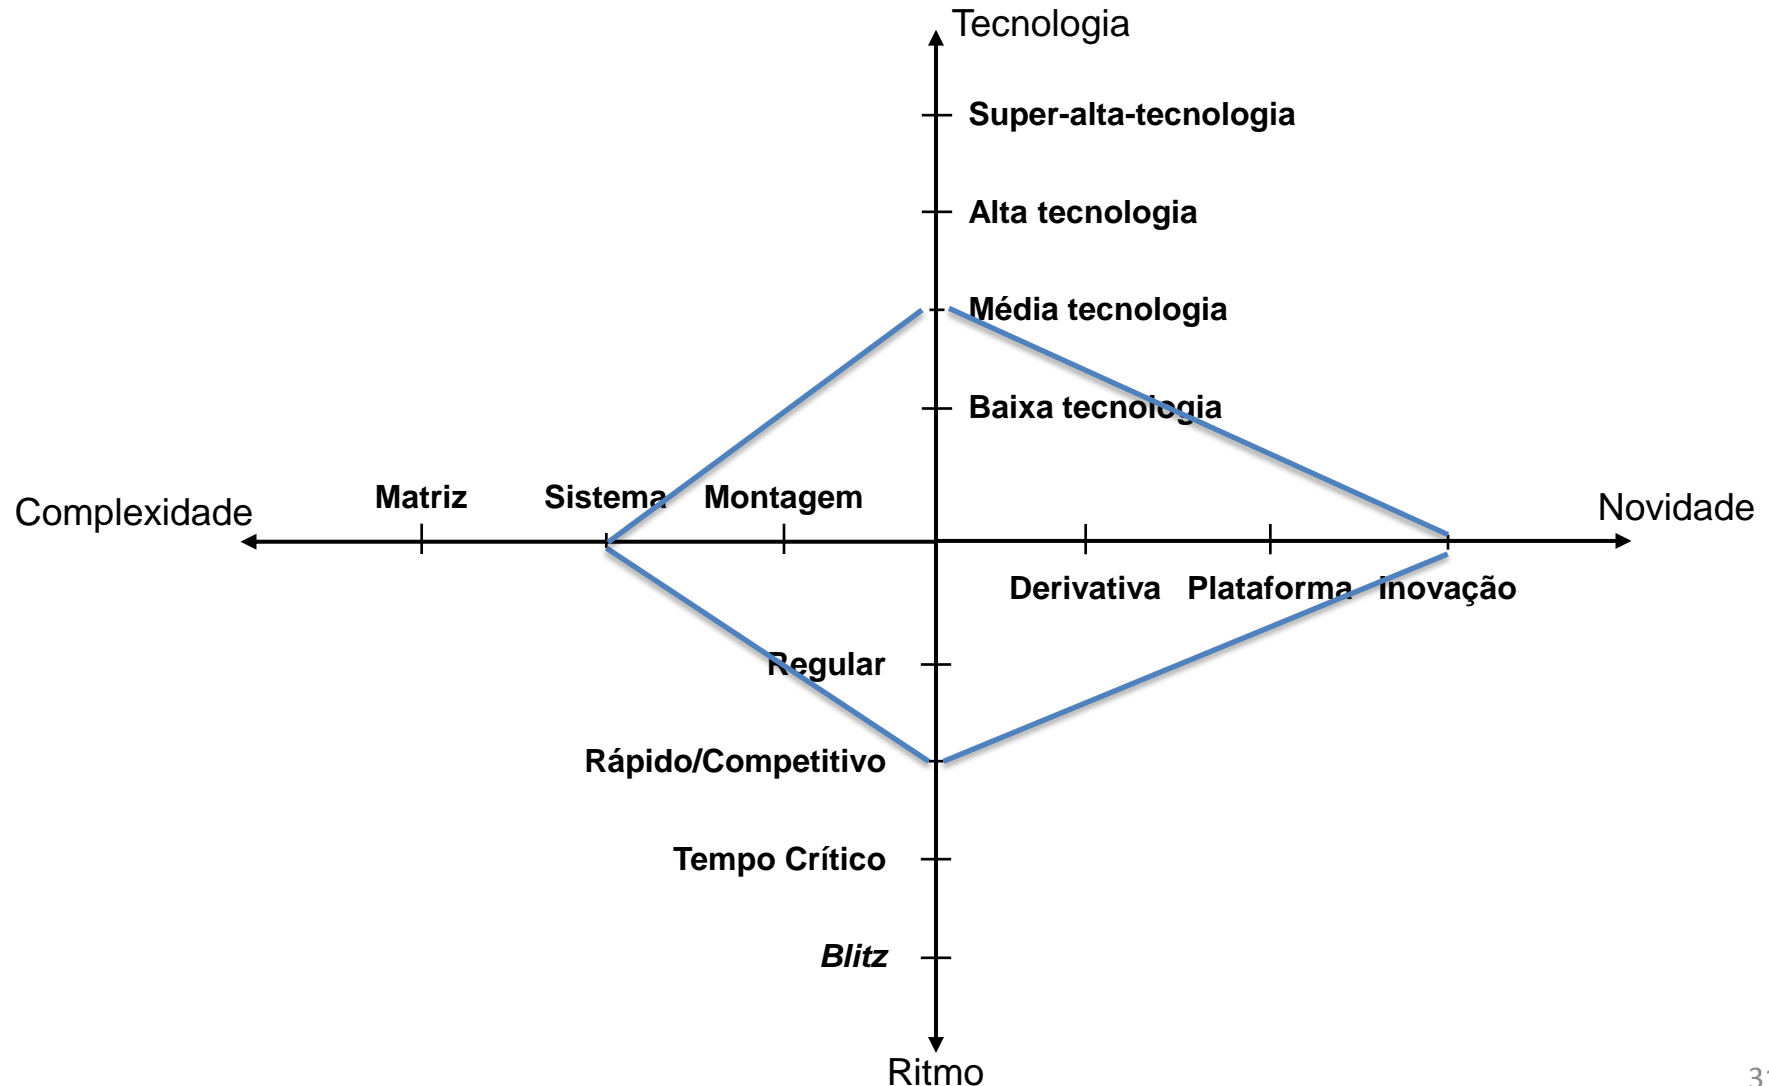 Tecnologia
Super-alta-tecnologia
Alta tecnologia
Média tecnologia
Baixa tecnologia
Complexidade
Matriz
Sistema
Montagem
Novidade
Derivativa
Plataforma
Inovação
Regular
Rápido/Competitivo
Tempo Crítico
Blitz
Ritmo